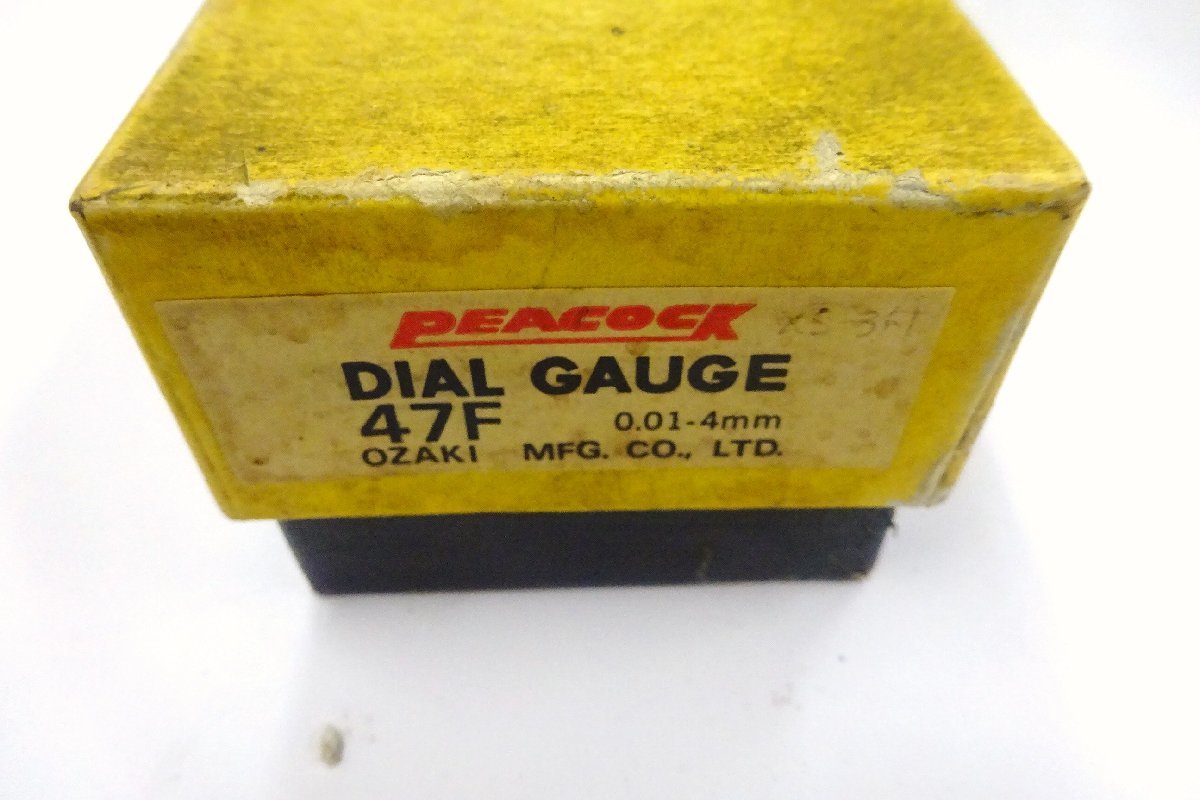 PEACOCK
DIAL GAUGE
47F 0.01-4mm
OZAKI MFG. CO., LTD.